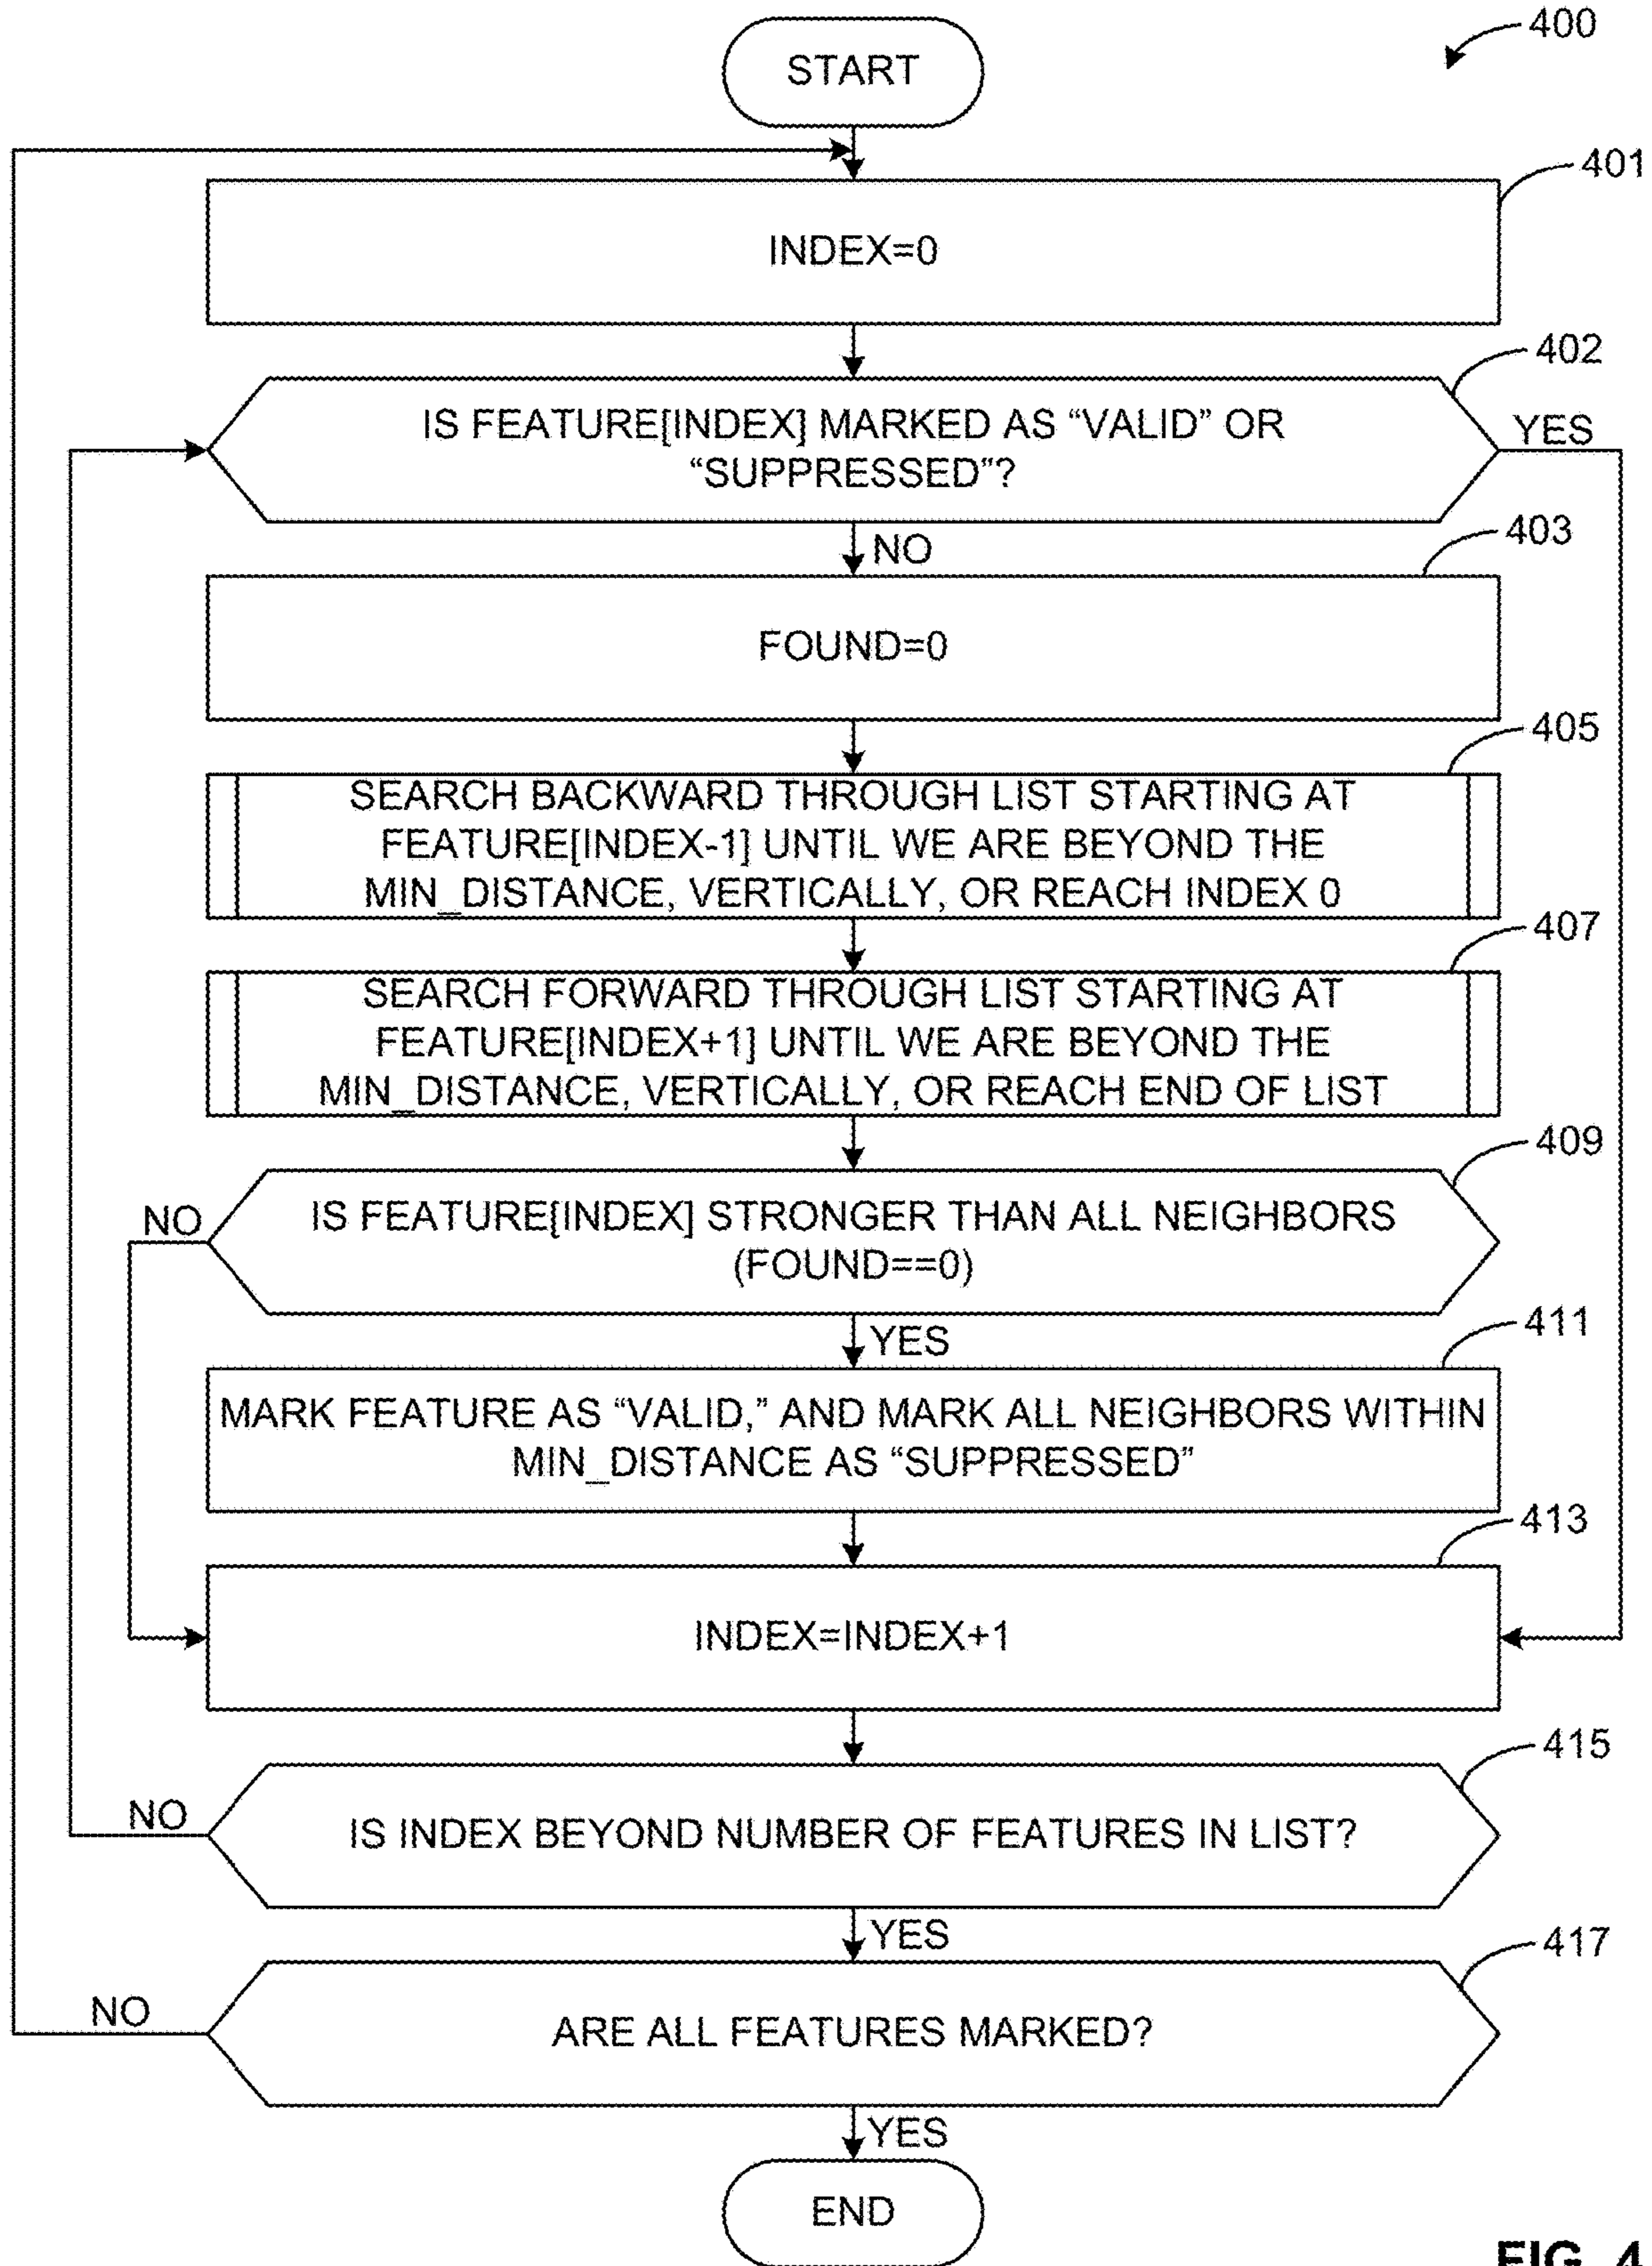 400
START
401
INDEX=0
402
IS FEATURE[INDEX] MARKED AS “VALID” OR
“SUPPRESSED”?
YES
NO
403
FOUND=0
405
SEARCH BACKWARD THROUGH LIST STARTING AT
FEATURE[INDEX-1] UNTIL WE ARE BEYOND THE
MIN_DISTANCE, VERTICALLY, OR REACH INDEX 0
407
SEARCH FORWARD THROUGH LIST STARTING AT
FEATURE[INDEX+1] UNTIL WE ARE BEYOND THE
MIN_DISTANCE, VERTICALLY, OR REACH END OF LIST
409
NO
IS FEATURE[INDEX] STRONGER THAN ALL NEIGHBORS
(FOUND==0)
YES
411
MARK FEATURE AS “VALID,” AND MARK ALL NEIGHBORS WITHIN
MIN_DISTANCE AS “SUPPRESSED”
413
INDEX=INDEX+1
415
NO
IS INDEX BEYOND NUMBER OF FEATURES IN LIST?
YES
417
NO
ARE ALL FEATURES MARKED?
YES
END
FIG. 4